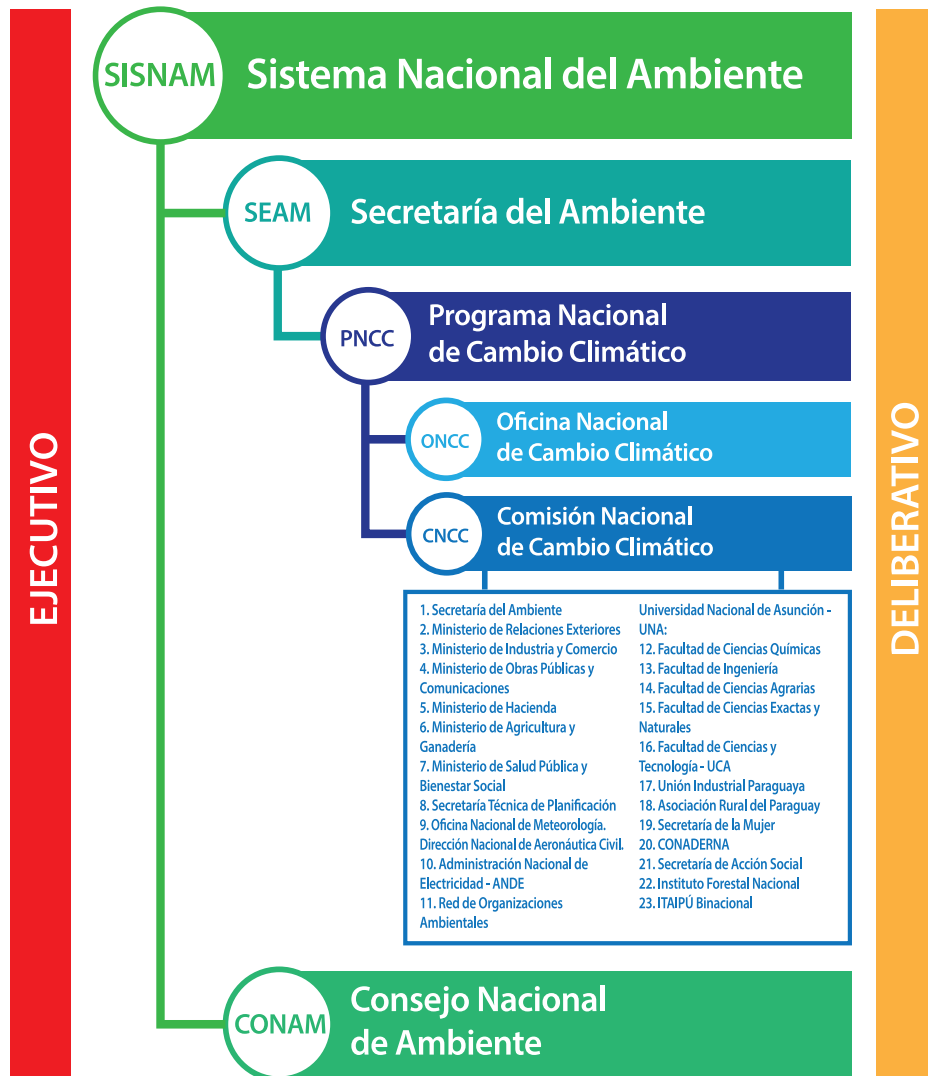 EJECUTIVO
SISNAM
Sistema Nacional del Ambiente
SEAM
Secretaría del Ambiente
PNCC
Programa Nacional
de Cambio Climático
ONCC
Oficina Nacional
de Cambio Climático
CNCC
Comisión Nacional
de Cambio Climático
1. Secretaría del Ambiente
2. Ministerio de Relaciones Exteriores
3. Ministerio de Industria y Comercio
4. Ministerio de Obras Públicas y
Comunicaciones
5. Ministerio de Hacienda
6. Ministerio de Agricultura y
Ganadería
7. Ministerio de Salud Pública y
Bienestar Social
8. Secretaría Técnica de Planificación
9. Oficina Nacional de Meteorología.
Dirección Nacional de Aeronáutica Civil.
10. Administración Nacional de
Electricidad - ANDE
11. Red de Organizaciones
Ambientales
Universidad Nacional de Asunción -
UNA:
12. Facultad de Ciencias Químicas
13. Facultad de Ingeniería
14. Facultad de Ciencias Agrarias
15. Facultad de Ciencias Exactas y
Naturales
16. Facultad de Ciencias y
Tecnología - UCA
17. Unión Industrial Paraguaya
18. Asociación Rural del Paraguay
19. Secretaría de la Mujer
20. CONADERNA
21. Secretaría de Acción Social
22. Instituto Forestal Nacional
23. ITAIPÚ Binacional
CONAM
Consejo Nacional
de Ambiente
DELIBERATIVO